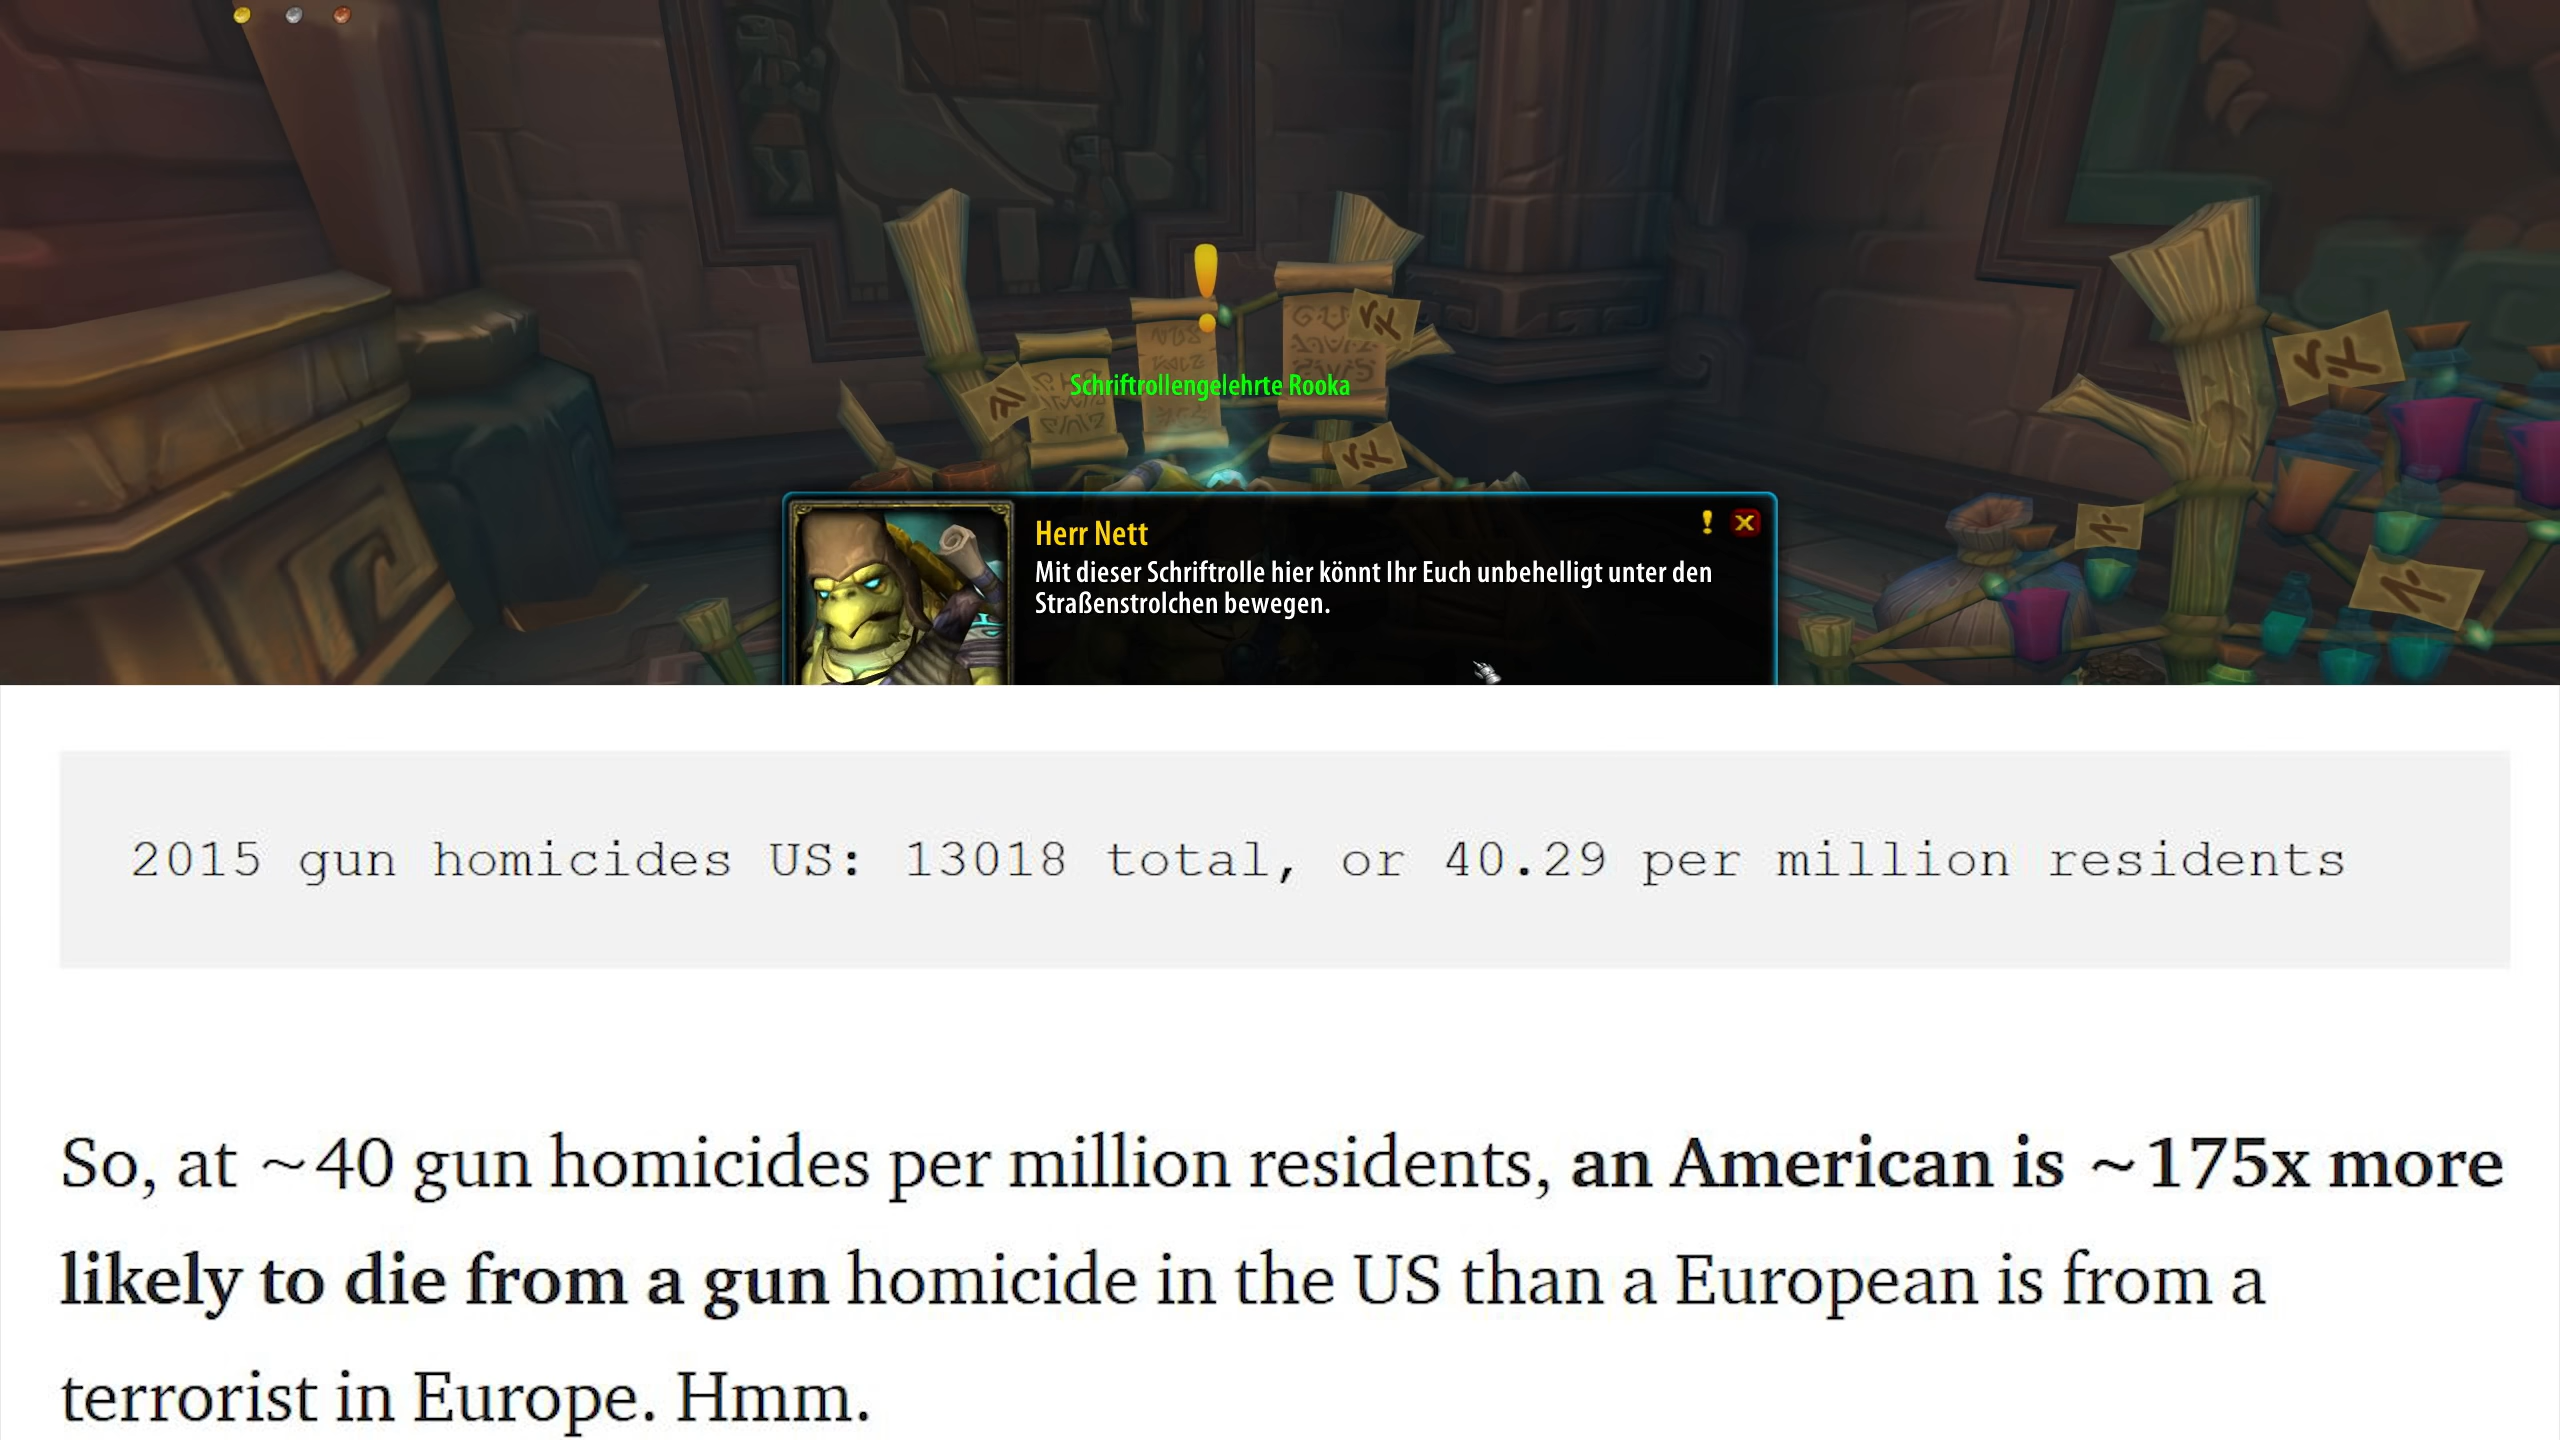 Schriftrollengelehrte Rooka
Herr Nett
Mit dieser Schriftrolle hier könnt Ihr Euch unbehelligt unter den
Straßenstrolchen bewegen.
2015 gun homicides US: 13018 total, or 40.29 per million residents
So, at ~40 gun homicides per million residents, an American is ~175x more
likely to die from a gun homicide in the US than a European is from a
terrorist in Europe. Hmm.